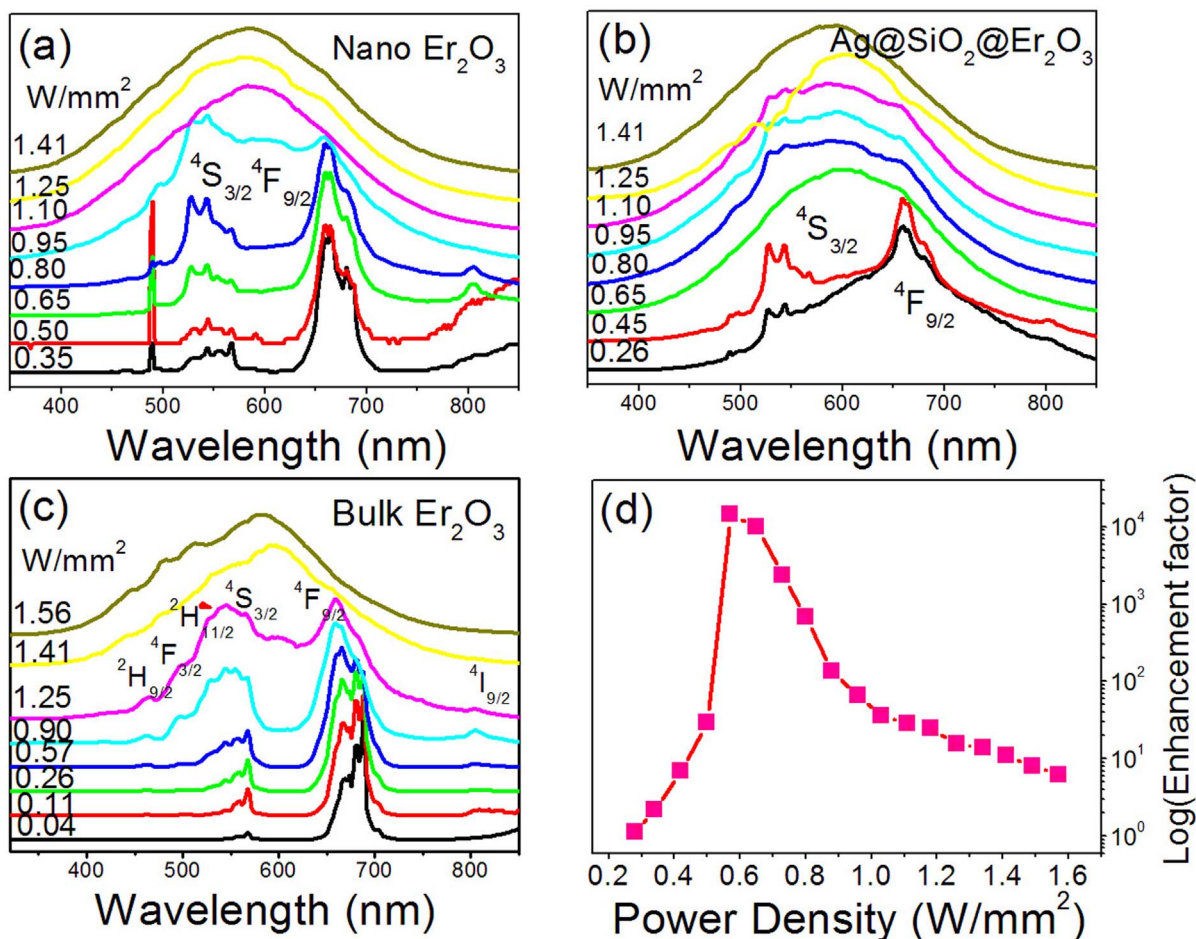 (a)
Nano Er₂O₃
W/mm²
1.41
1.25
1.10
0.95
0.80
0.65
0.50
0.35
⁴S₃/₂
⁴F₉/₂
400 500 600 700 800
Wavelength (nm)
(b)
Ag@SiO₂@Er₂O₃
W/mm²
1.41
1.25
1.10
0.95
0.80
0.65
0.45
0.26
⁴S₃/₂
⁴F₉/₂
400 500 600 700 800
Wavelength (nm)
(c)
Bulk Er₂O₃
W/mm²
1.56
1.41
1.25
0.90
0.57
0.26
0.11
0.04
²H₉/₂
⁴F₃/₂
²H₁₁/₂
⁴S₃/₂
⁴F₉/₂
⁴I₉/₂
400 500 600 700 800
Wavelength (nm)
(d)
10⁴
10³
10²
10¹
10⁰
Log(Enhancement factor)
0.2 0.4 0.6 0.8 1.0 1.2 1.4 1.6
Power Density (W/mm²)